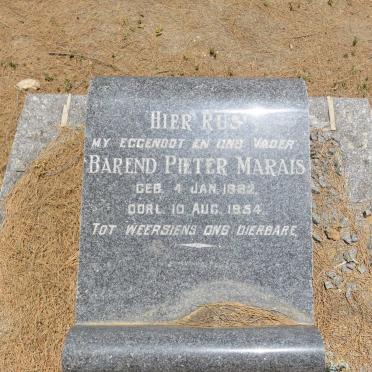 HIER RUS
MY EGGENOOT EN ONS VADER
BAREND PIETER MARAIS
GEB. 4 JAN. 1882.
OORL. 10 AUG. 1954.
TOT WEERSIENS ONS DIERBARE